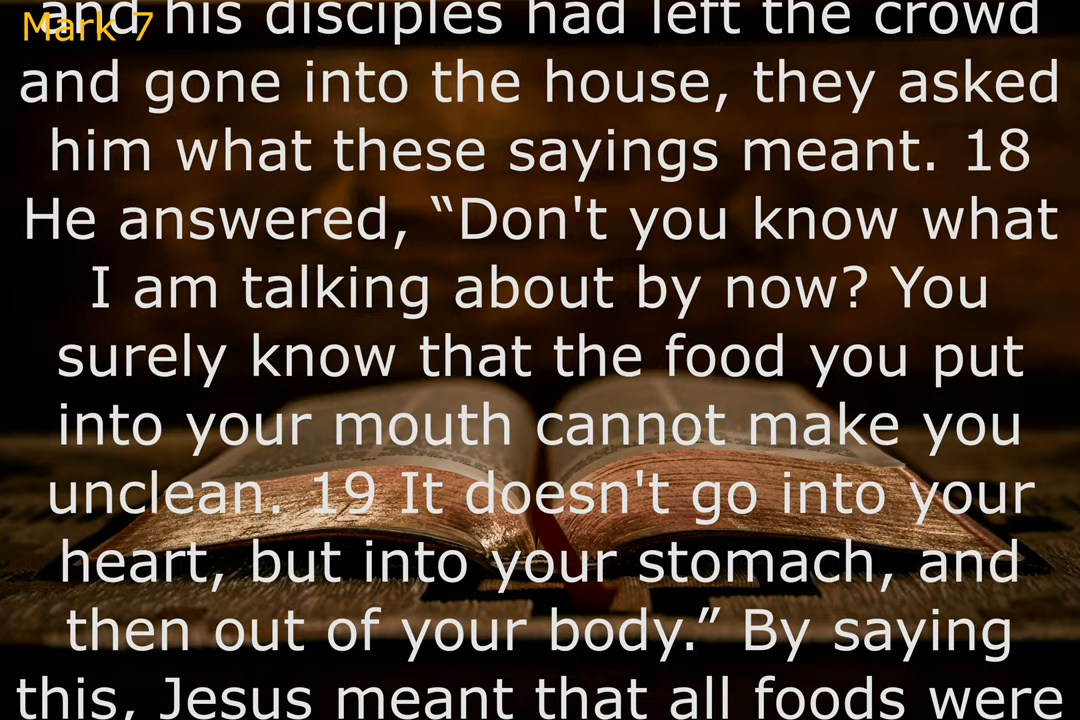 and his disciples had left the crowd
Mark 7
and gone into the house, they asked
him what these sayings meant. 18
He answered, “Don't you know what
I am talking about by now? You
surely know that the food you put
into your mouth cannot make you
unclean. 19 It doesn't go into your
heart, but into your stomach, and
then out of your body.” By saying
this, Jesus meant that all foods were